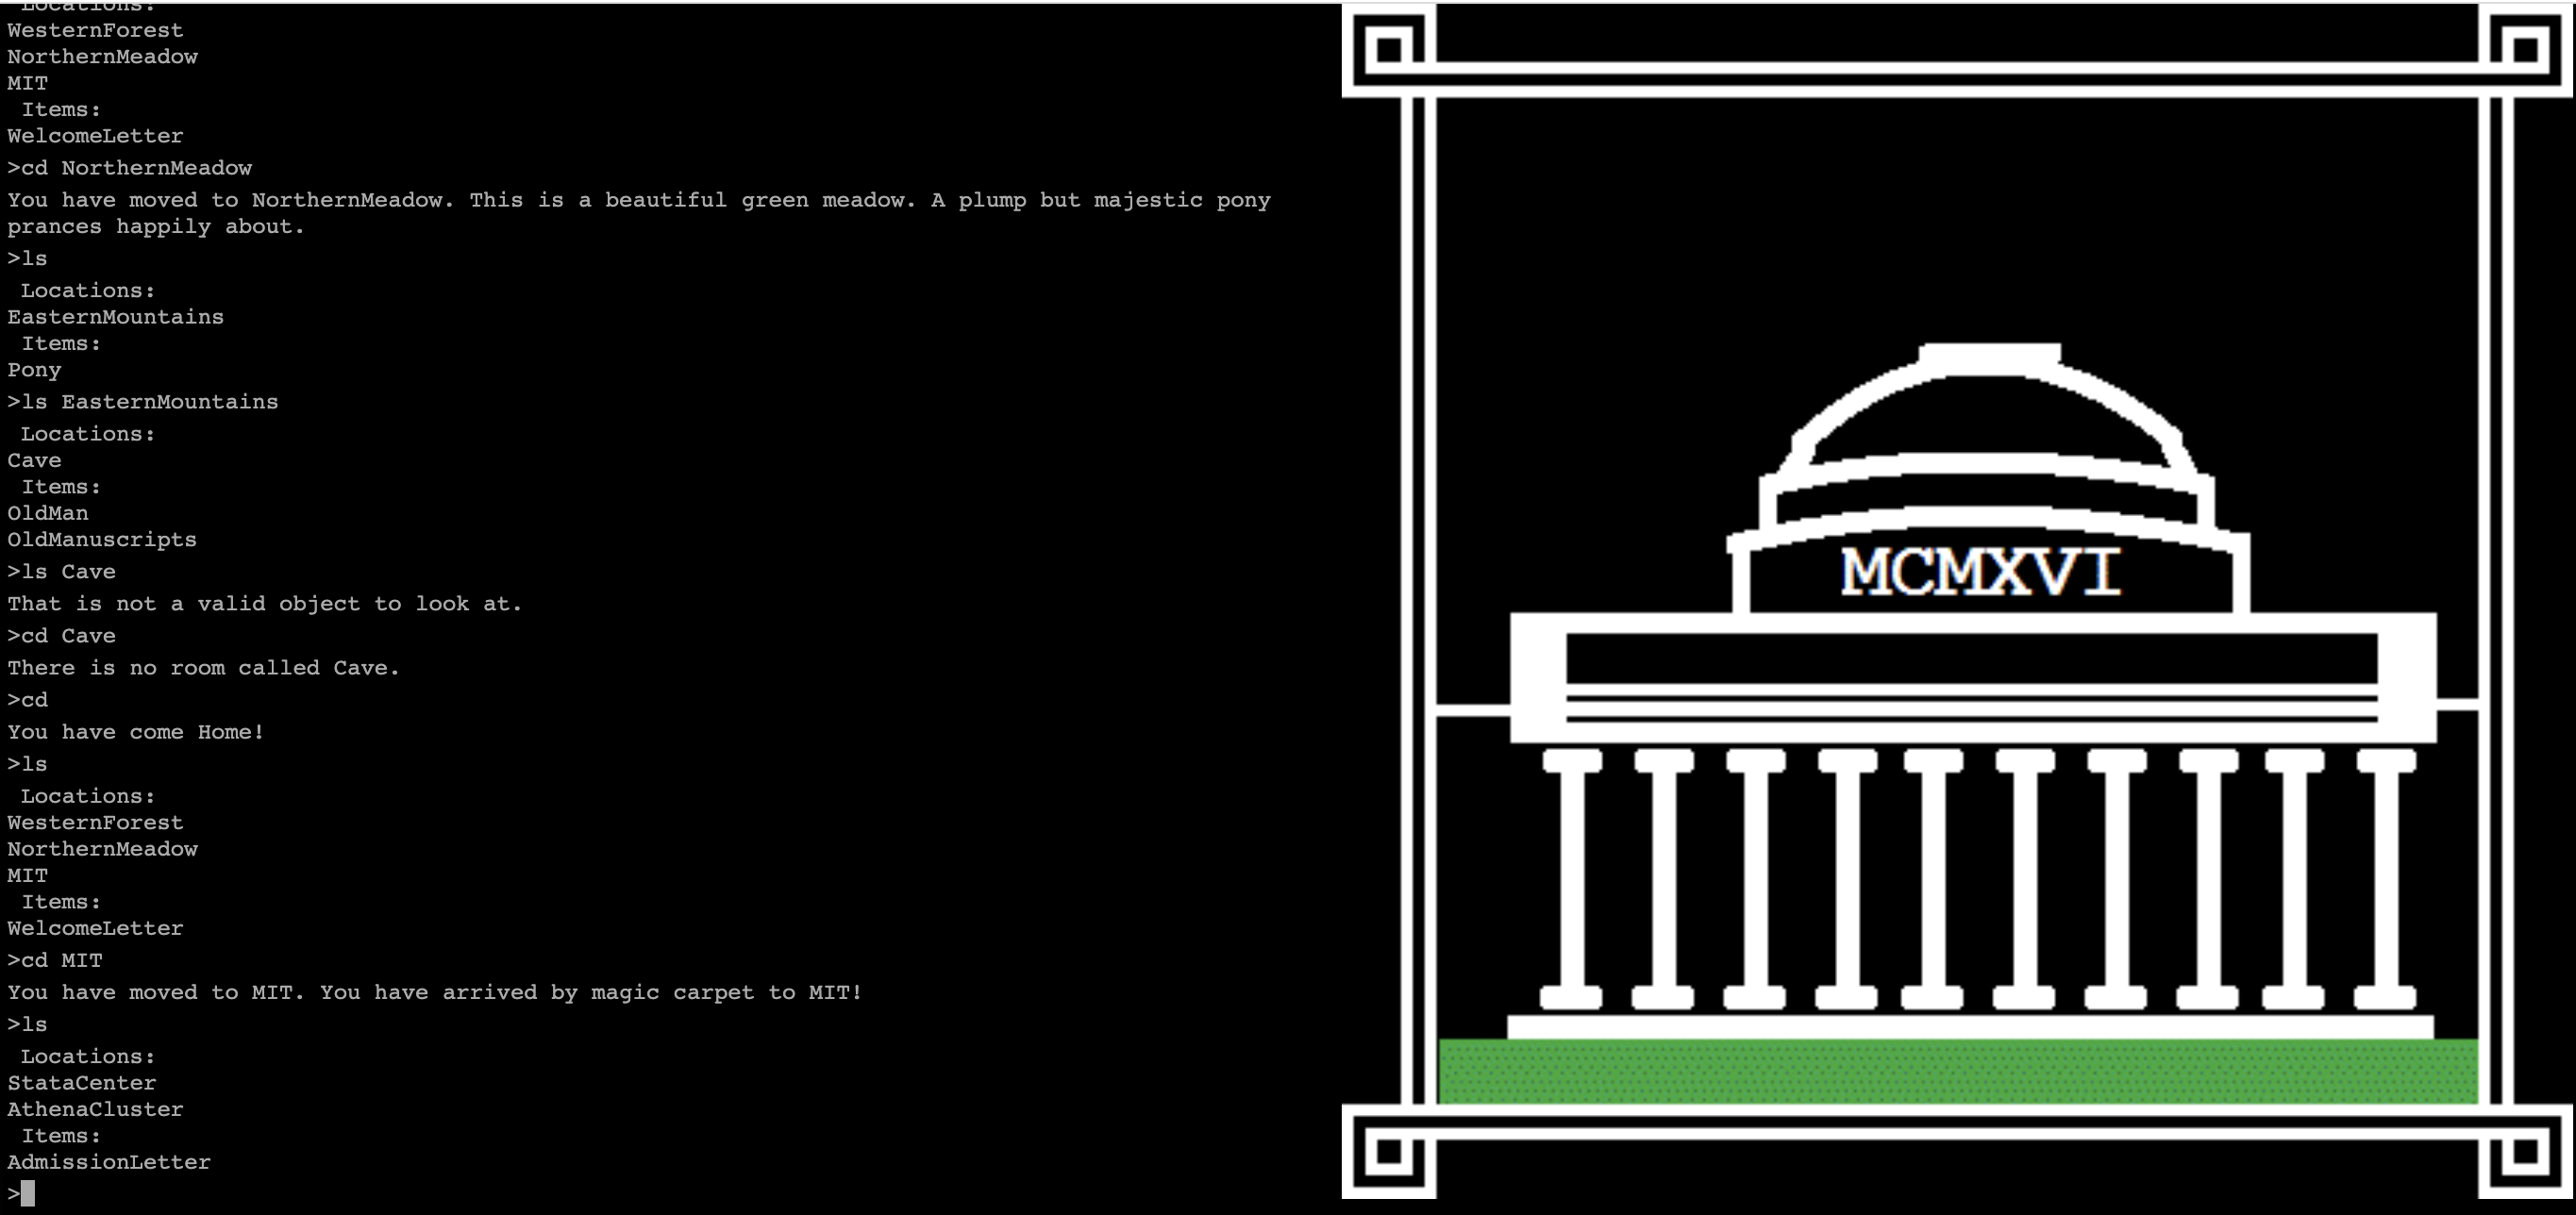 Locations:
WesternForest
NorthernMeadow
MIT
Items:
WelcomeLetter
>cd NorthernMeadow
You have moved to NorthernMeadow. This is a beautiful green meadow. A plump but majestic pony
prances happily about.
>ls
Locations:
EasternMountains
Items:
Pony
>ls EasternMountains
Locations:
Cave
Items:
OldMan
OldManuscripts
>ls Cave
That is not a valid object to look at.
>cd Cave
There is no room called Cave.
>cd
You have come Home!
>ls
Locations:
WesternForest
NorthernMeadow
MIT
Items:
WelcomeLetter
>cd MIT
You have moved to MIT. You have arrived by magic carpet to MIT!
>ls
Locations:
StataCenter
AthenaCluster
Items:
AdmissionLetter
>
MCMXVI